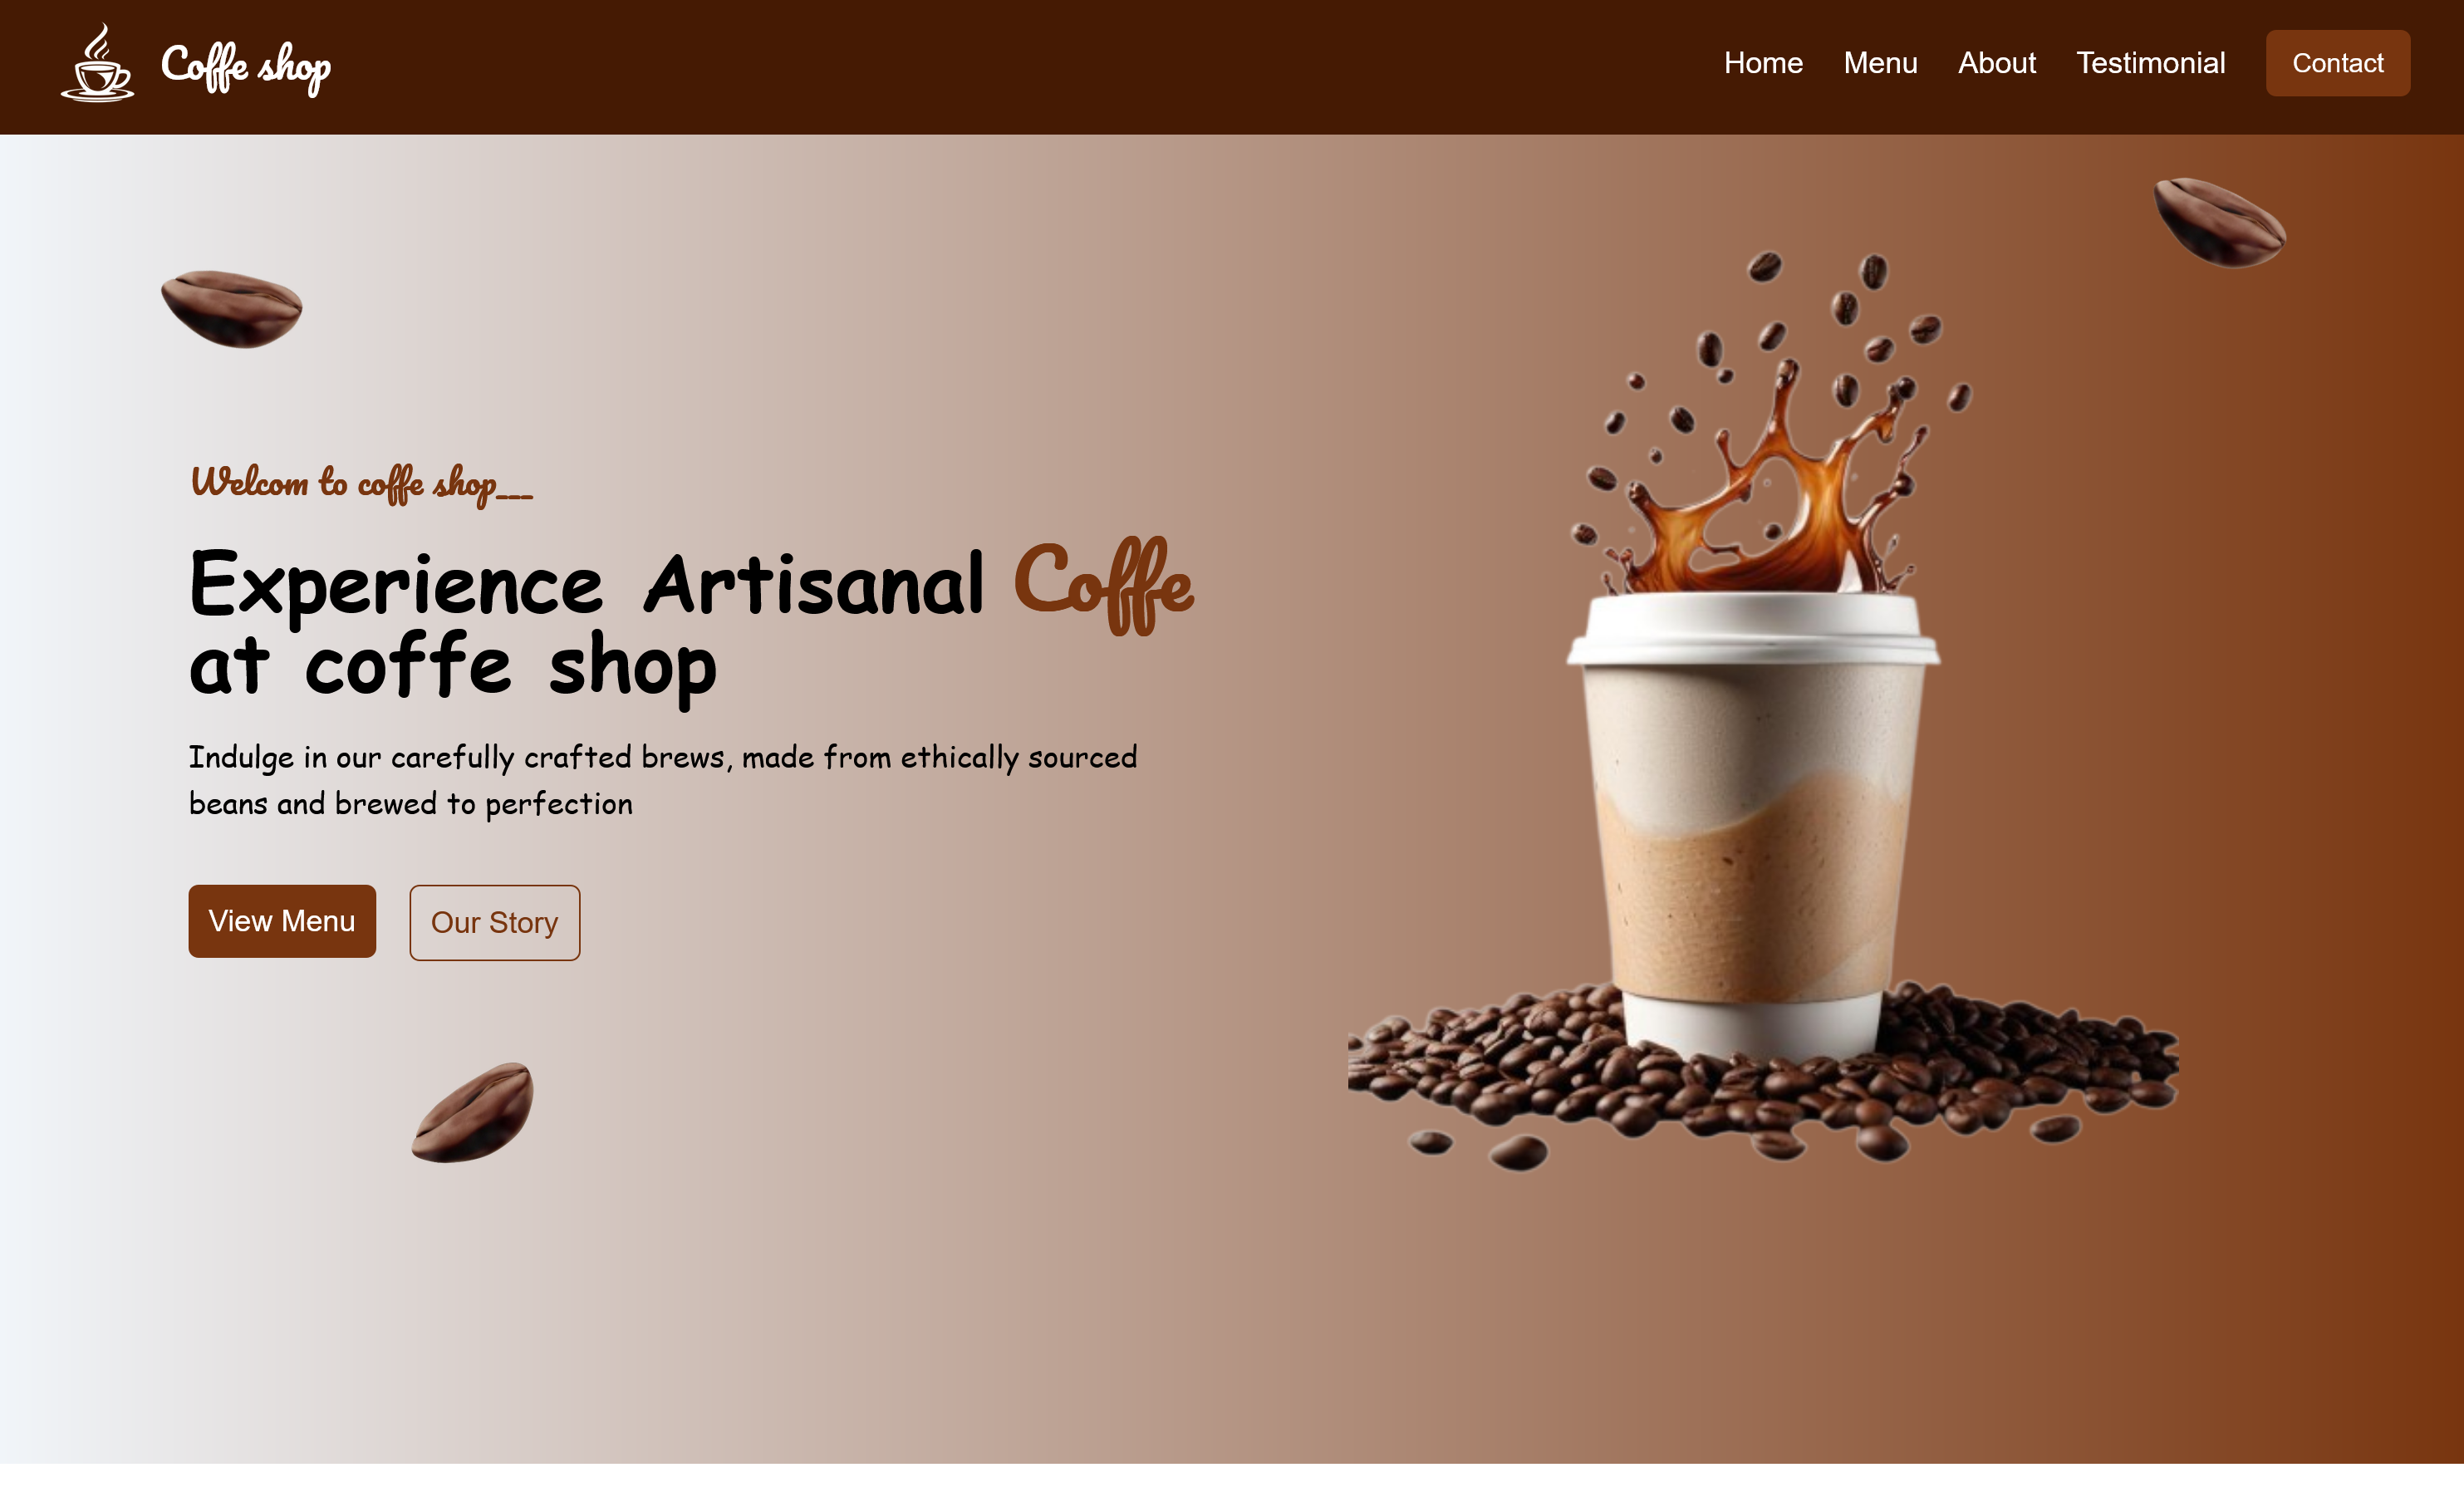 Coffe shop
Home Menu About Testimonial Contact
Welcom to coffe shop___
Experience Artisanal Coffe
at coffe shop
Indulge in our carefully crafted brews, made from ethically sourced
beans and brewed to perfection
View Menu Our Story